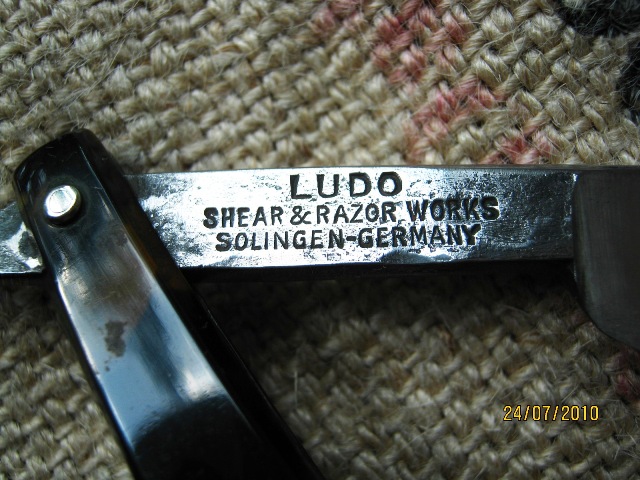 LUDO
SHEAR & RAZOR WORKS
SOLINGEN-GERMANY
24/07/2010